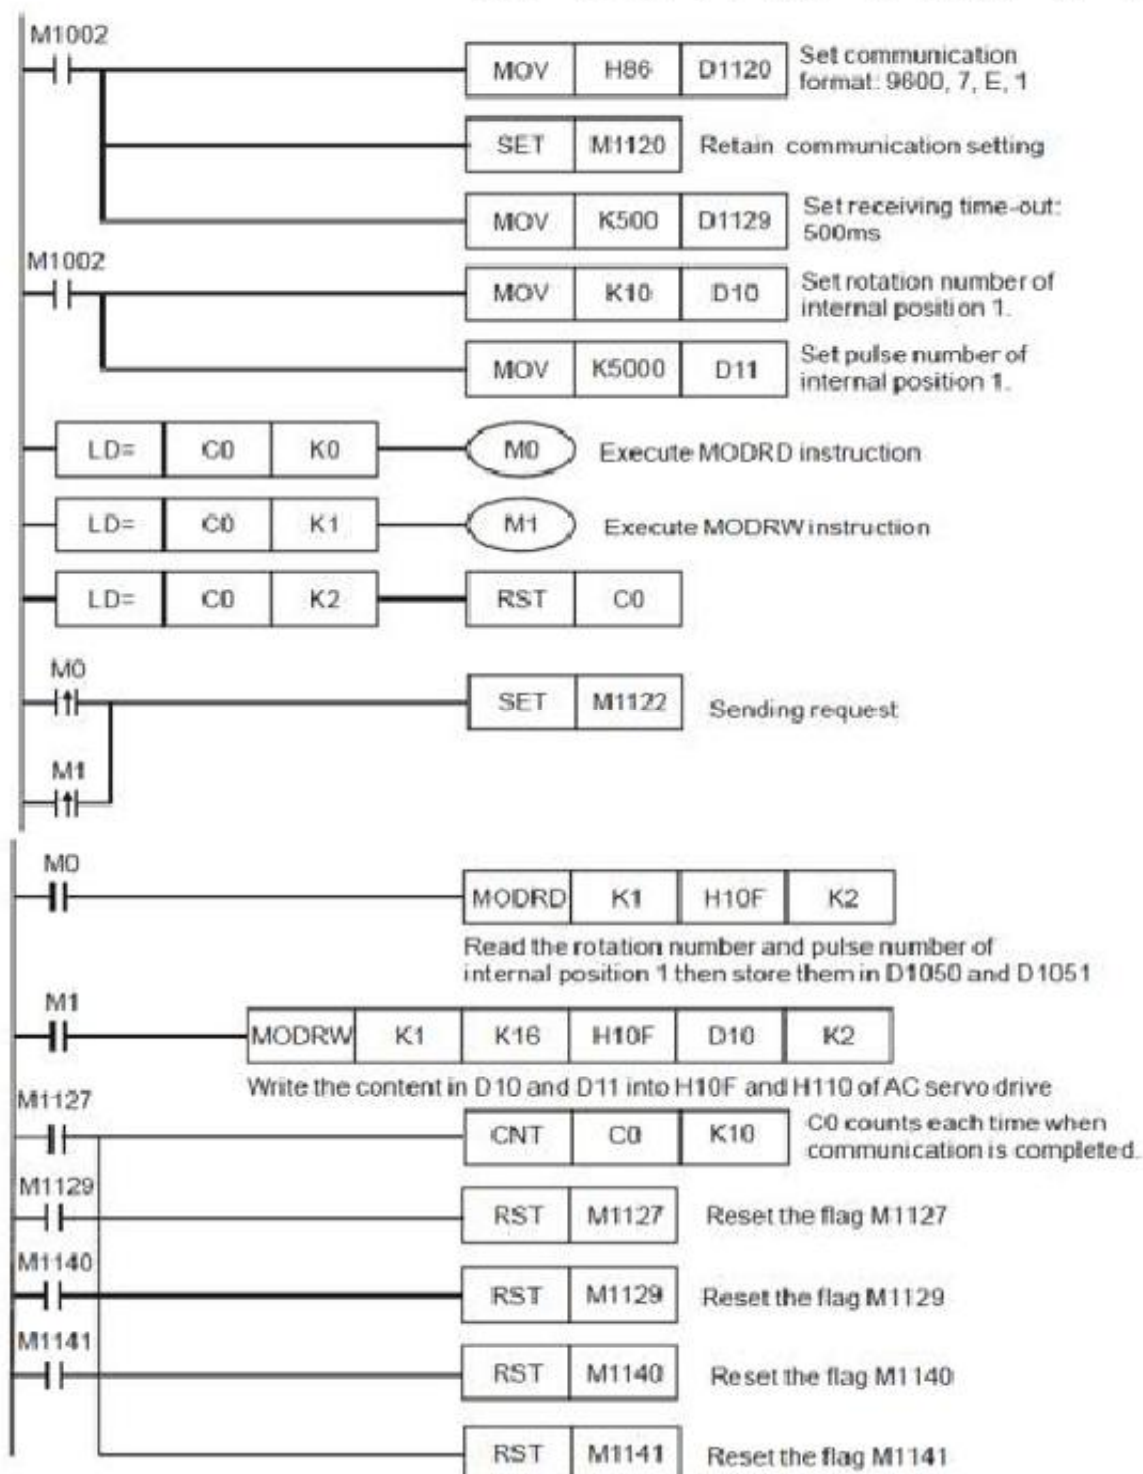 M1002
MOV H86 D1120 Set communication
format: 9600, 7, E, 1
SET M1120 Retain communication setting
MOV K500 D1129 Set receiving time-out:
500ms
M1002
MOV K10 D10 Set rotation number of
internal position 1.
MOV K5000 D11 Set pulse number of
internal position 1.
LD= C0 K0 M0 Execute MODRD instruction
LD= C0 K1 M1 Execute MODRW instruction
LD= C0 K2 RST C0
M0
SET M1122 Sending request
M1
M0
MODRD K1 H10F K2
Read the rotation number and pulse number of
internal position 1 then store them in D1050 and D1051
M1
MODRW K1 K16 H10F D10 K2
Write the content in D10 and D11 into H10F and H110 of AC servo drive
M1127
CNT C0 K10 C0 counts each time when
communication is completed.
M1129
RST M1127 Reset the flag M1127
M1140
RST M1129 Reset the flag M1129
M1141
RST M1140 Reset the flag M1140
RST M1141 Reset the flag M1141